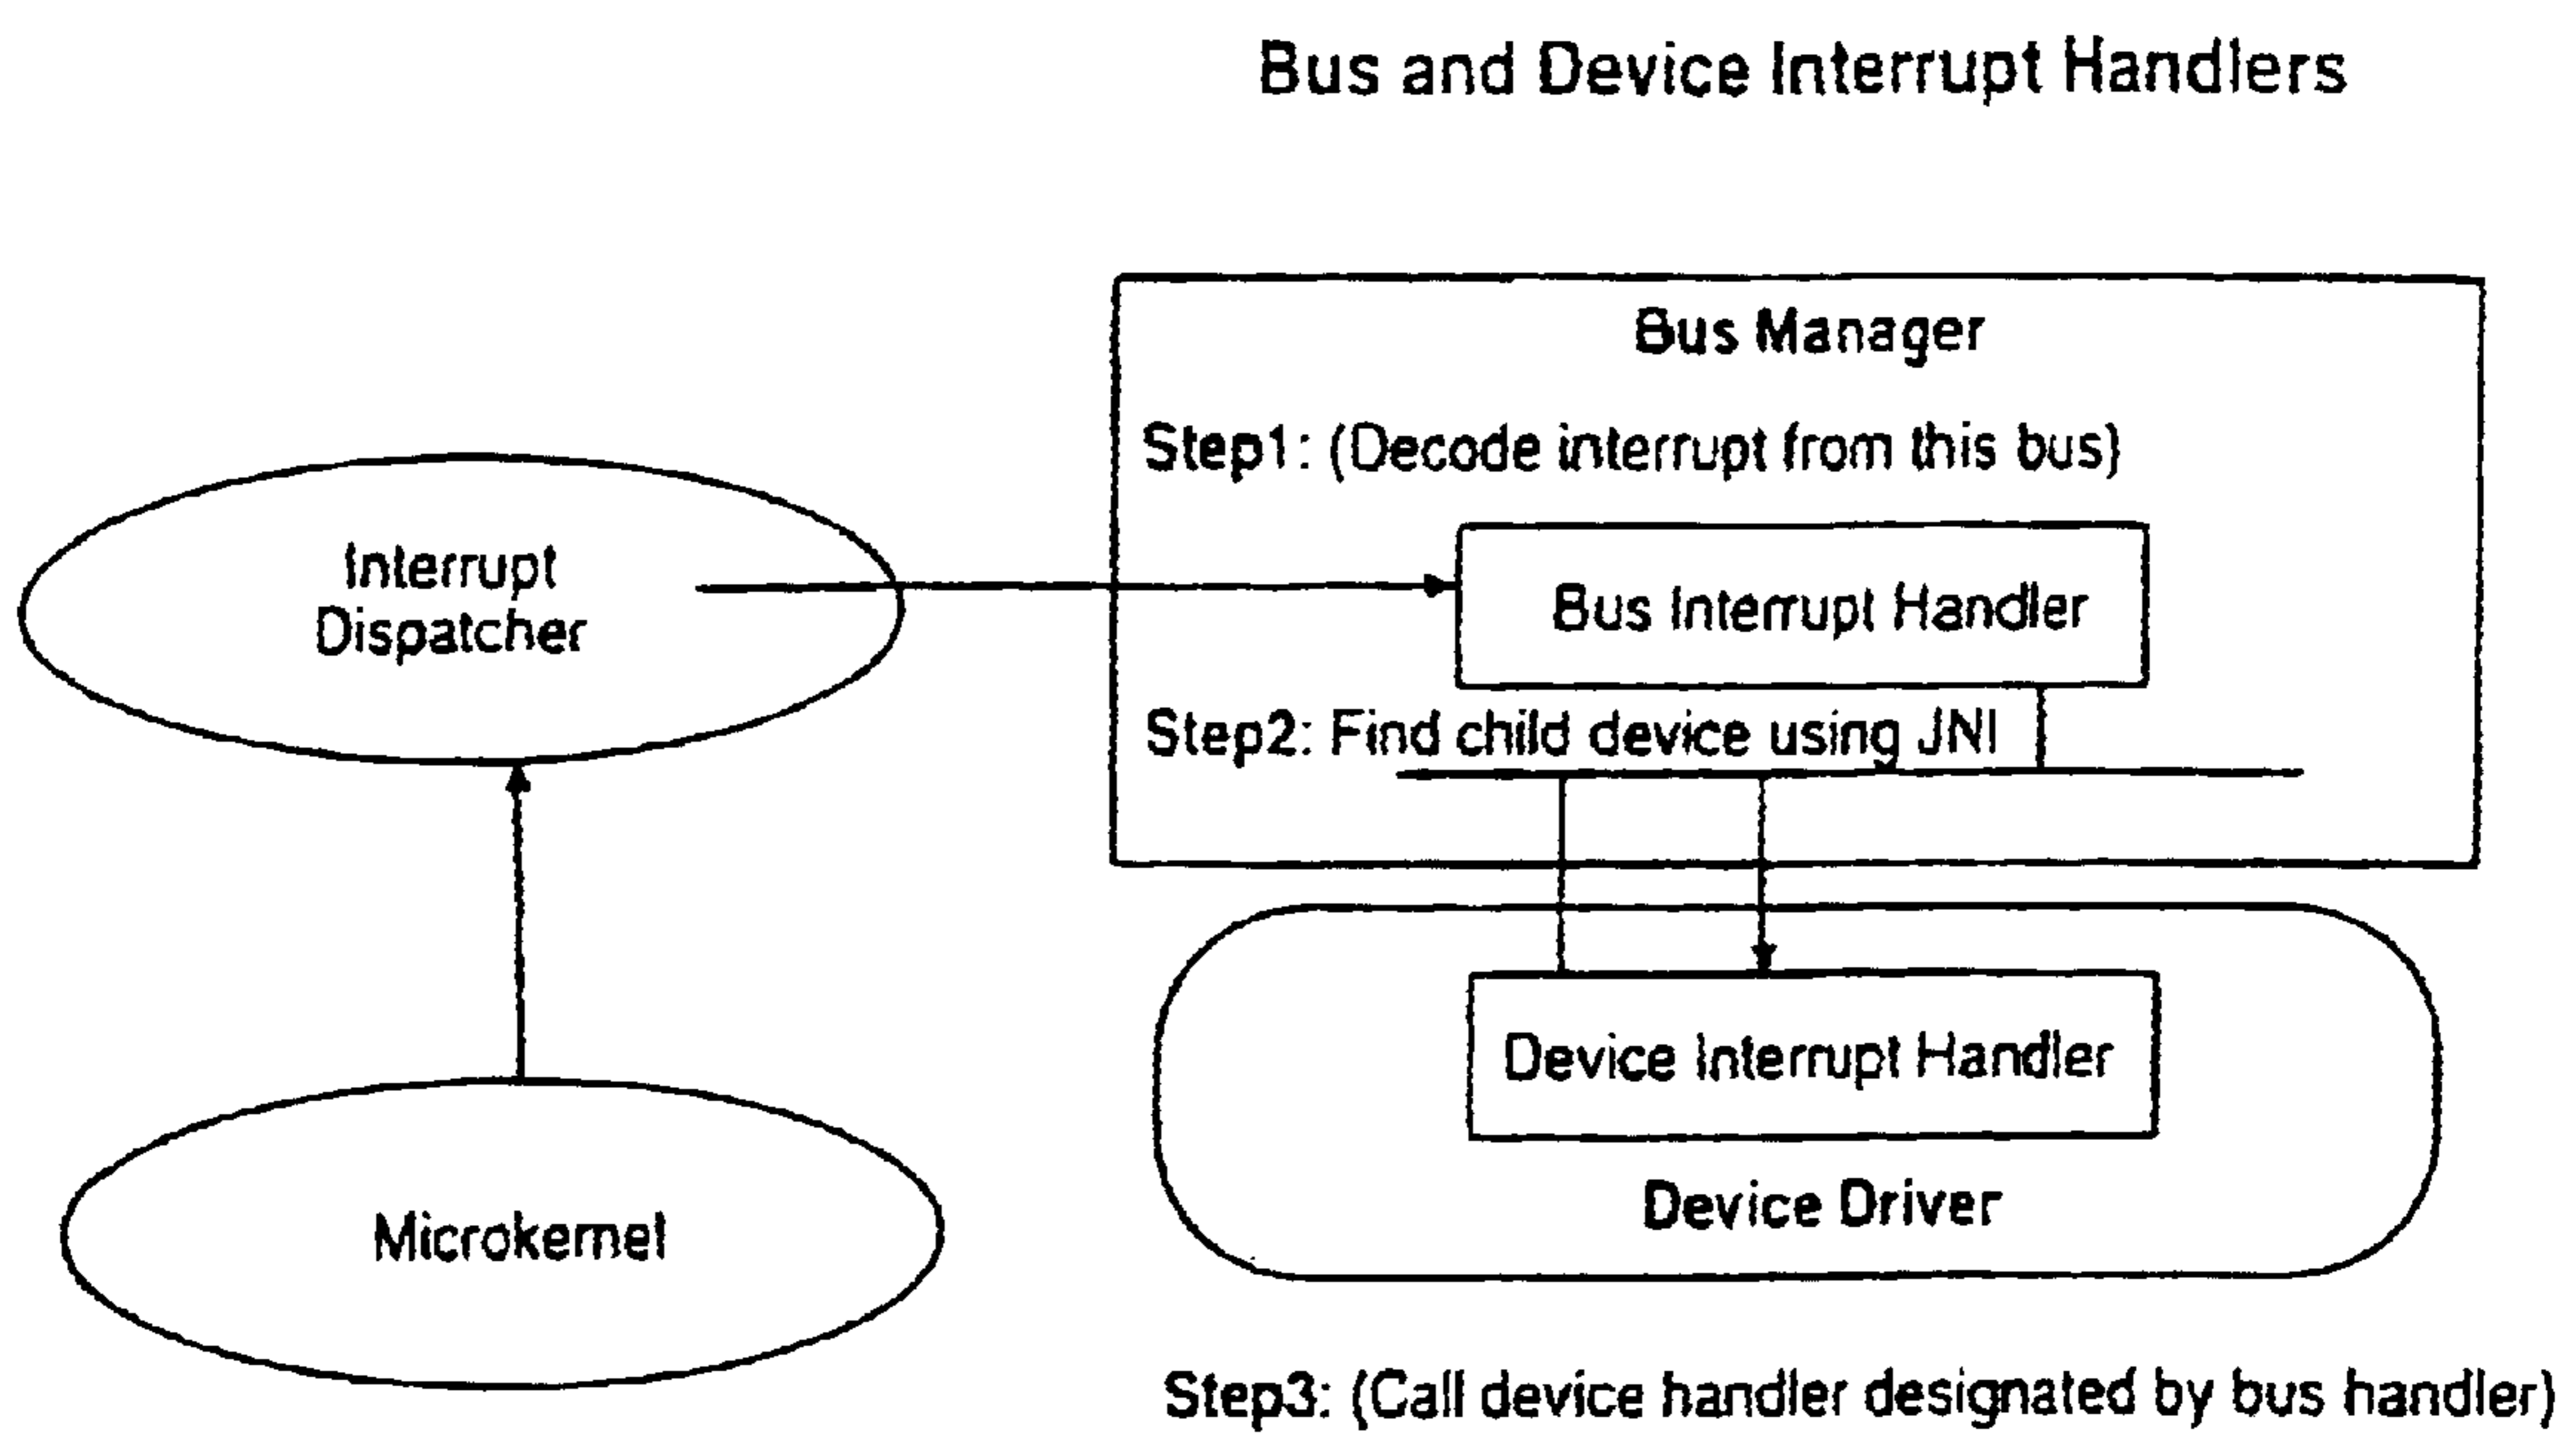 Bus and Device Interrupt Handlers
Bus Manager
Step1: (Decode interrupt from this bus)
Interrupt
Dispatcher
Bus Interrupt Handler
Step2: Find child device using JNI
Device Interrupt Handler
Microkernel
Device Driver
Step3: (Call device handler designated by bus handler)